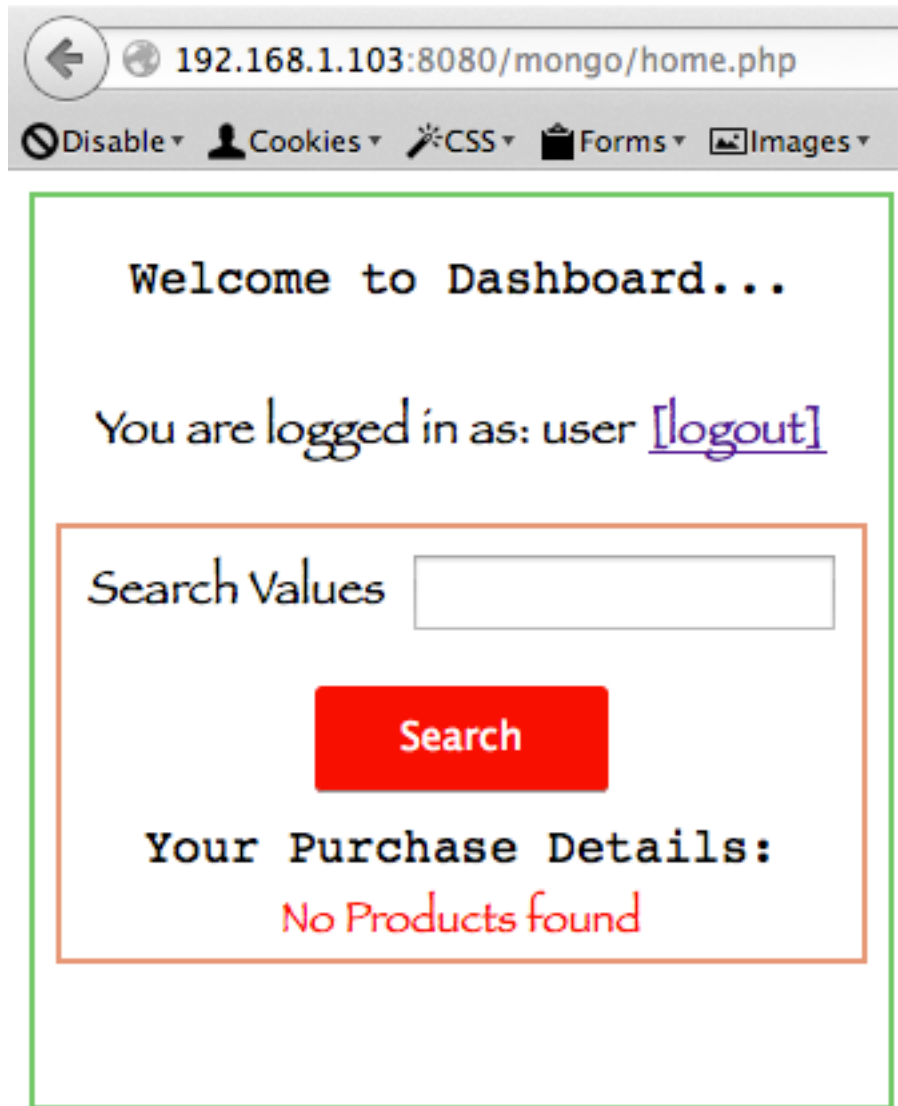 192.168.1.103:8080/mongo/home.php
Disable Cookies CSS Forms Images
Welcome to Dashboard...
You are logged in as: user [logout]
Search Values
Search
Your Purchase Details:
No Products found